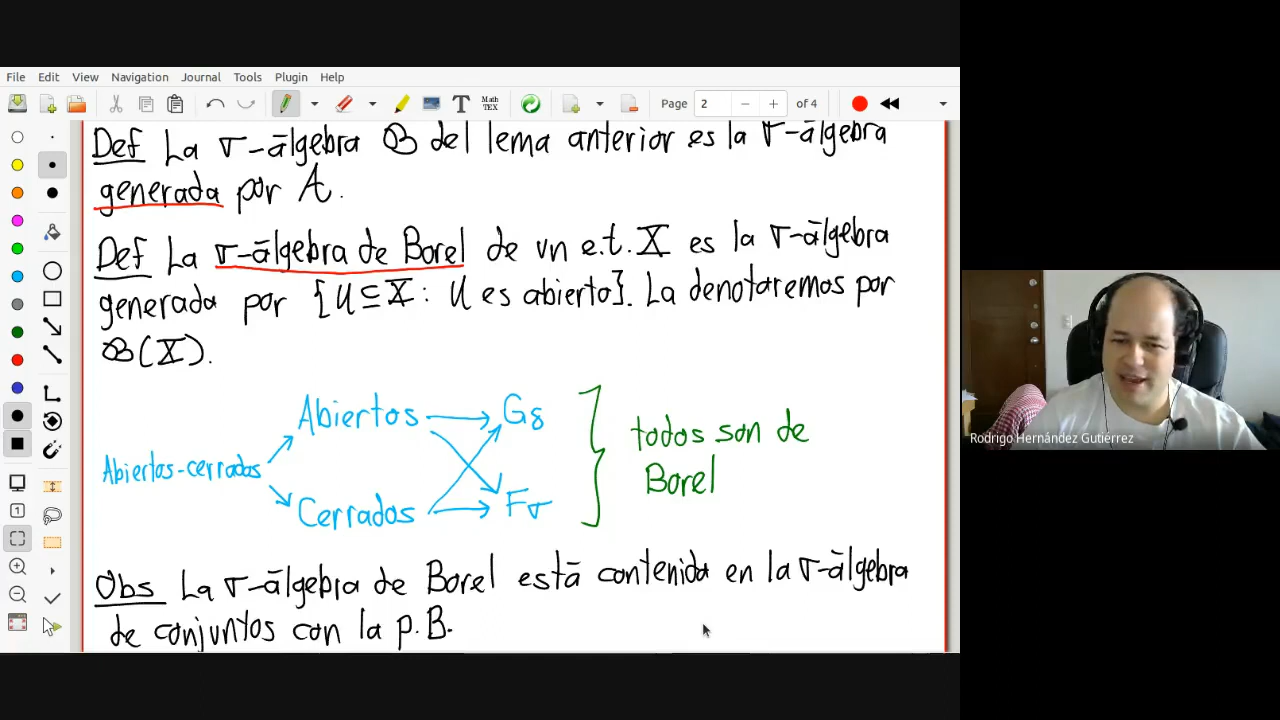 File Edit View Navigation Journal Tools Plugin Help
T Math TEX Page 2 of 4
Def La σ-álgebra ℬ del lema anterior es la σ-álgebra
generada por A.
Def La σ-álgebra de Borel de un e.t. X es la σ-álgebra
generada por {U⊆X: U es abierto}. La denotaremos por
ℬ(X).
Abiertos → Gδ
Abiertos-cerrados
Cerrados → Fσ
todos son de
Borel
Obs La σ-álgebra de Borel está contenida en la σ-álgebra
de conjuntos con la p.B.
Rodrigo Hernández Gutiérrez